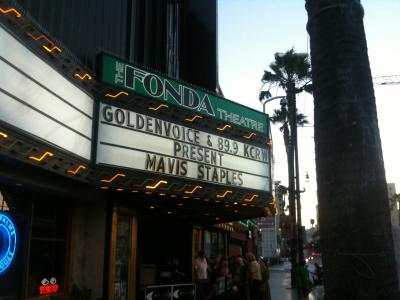 THE FONDA THEATRE
GOLDENVOICE & 89.9 KCRW
PRESENT
MAVIS STAPLES